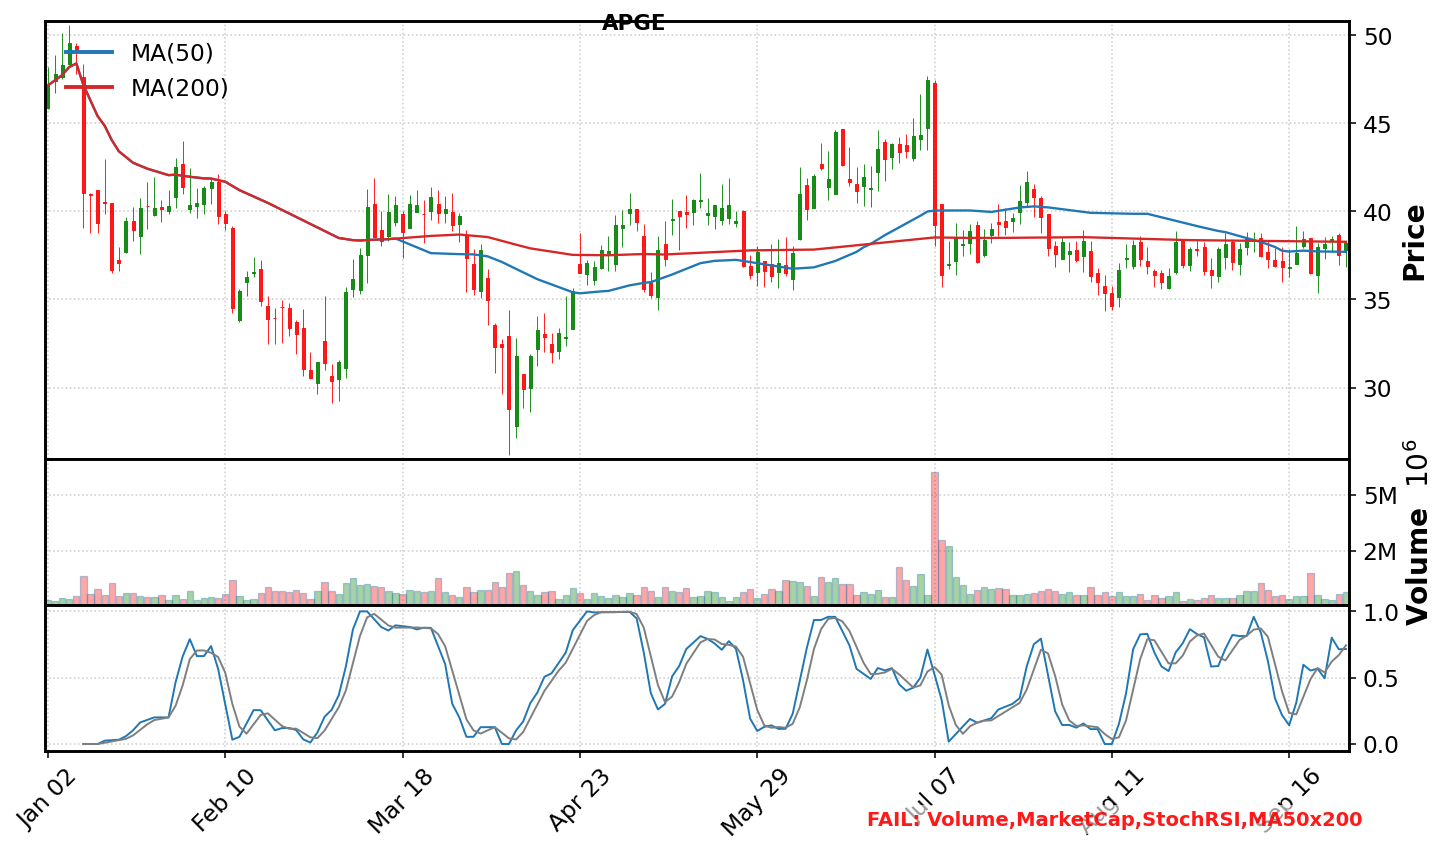 APGE
MA(50)
MA(200)
50
45
40
35
30
Price
5M
2M
Volume 10⁶
1.0
0.5
0.0
Jan 02
Feb 10
Mar 18
Apr 23
May 29
Jul 07
Aug 11
Sep 16
FAIL: Volume,MarketCap,StochRSI,MA50x200